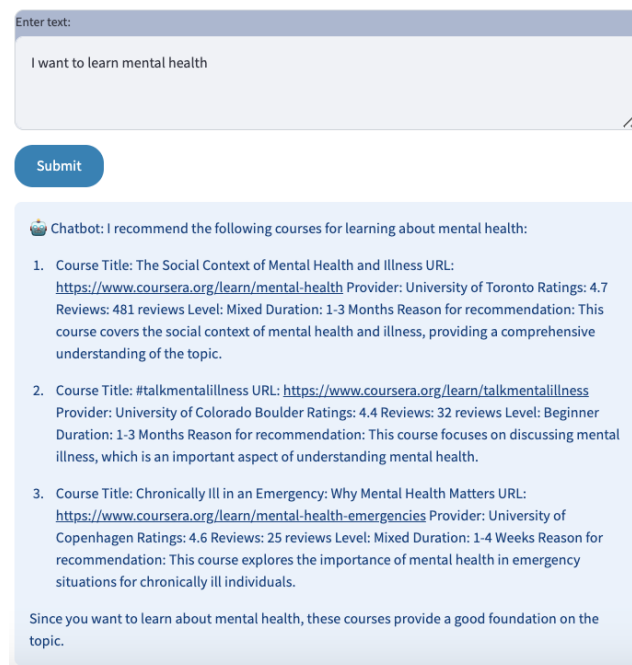 Enter text:
I want to learn mental health
Submit
Chatbot: I recommend the following courses for learning about mental health:
1. Course Title: The Social Context of Mental Health and Illness URL:
https://www.coursera.org/learn/mental-health Provider: University of Toronto Ratings: 4.7
Reviews: 481 reviews Level: Mixed Duration: 1-3 Months Reason for recommendation: This
course covers the social context of mental health and illness, providing a comprehensive
understanding of the topic.
2. Course Title: #talkmentalillness URL: https://www.coursera.org/learn/talkmentalillness
Provider: University of Colorado Boulder Ratings: 4.4 Reviews: 32 reviews Level: Beginner
Duration: 1-3 Months Reason for recommendation: This course focuses on discussing mental
illness, which is an important aspect of understanding mental health.
3. Course Title: Chronically Ill in an Emergency: Why Mental Health Matters URL:
https://www.coursera.org/learn/mental-health-emergencies Provider: University of
Copenhagen Ratings: 4.6 Reviews: 25 reviews Level: Mixed Duration: 1-4 Weeks Reason for
recommendation: This course explores the importance of mental health in emergency
situations for chronically ill individuals.
Since you want to learn about mental health, these courses provide a good foundation on the
topic.